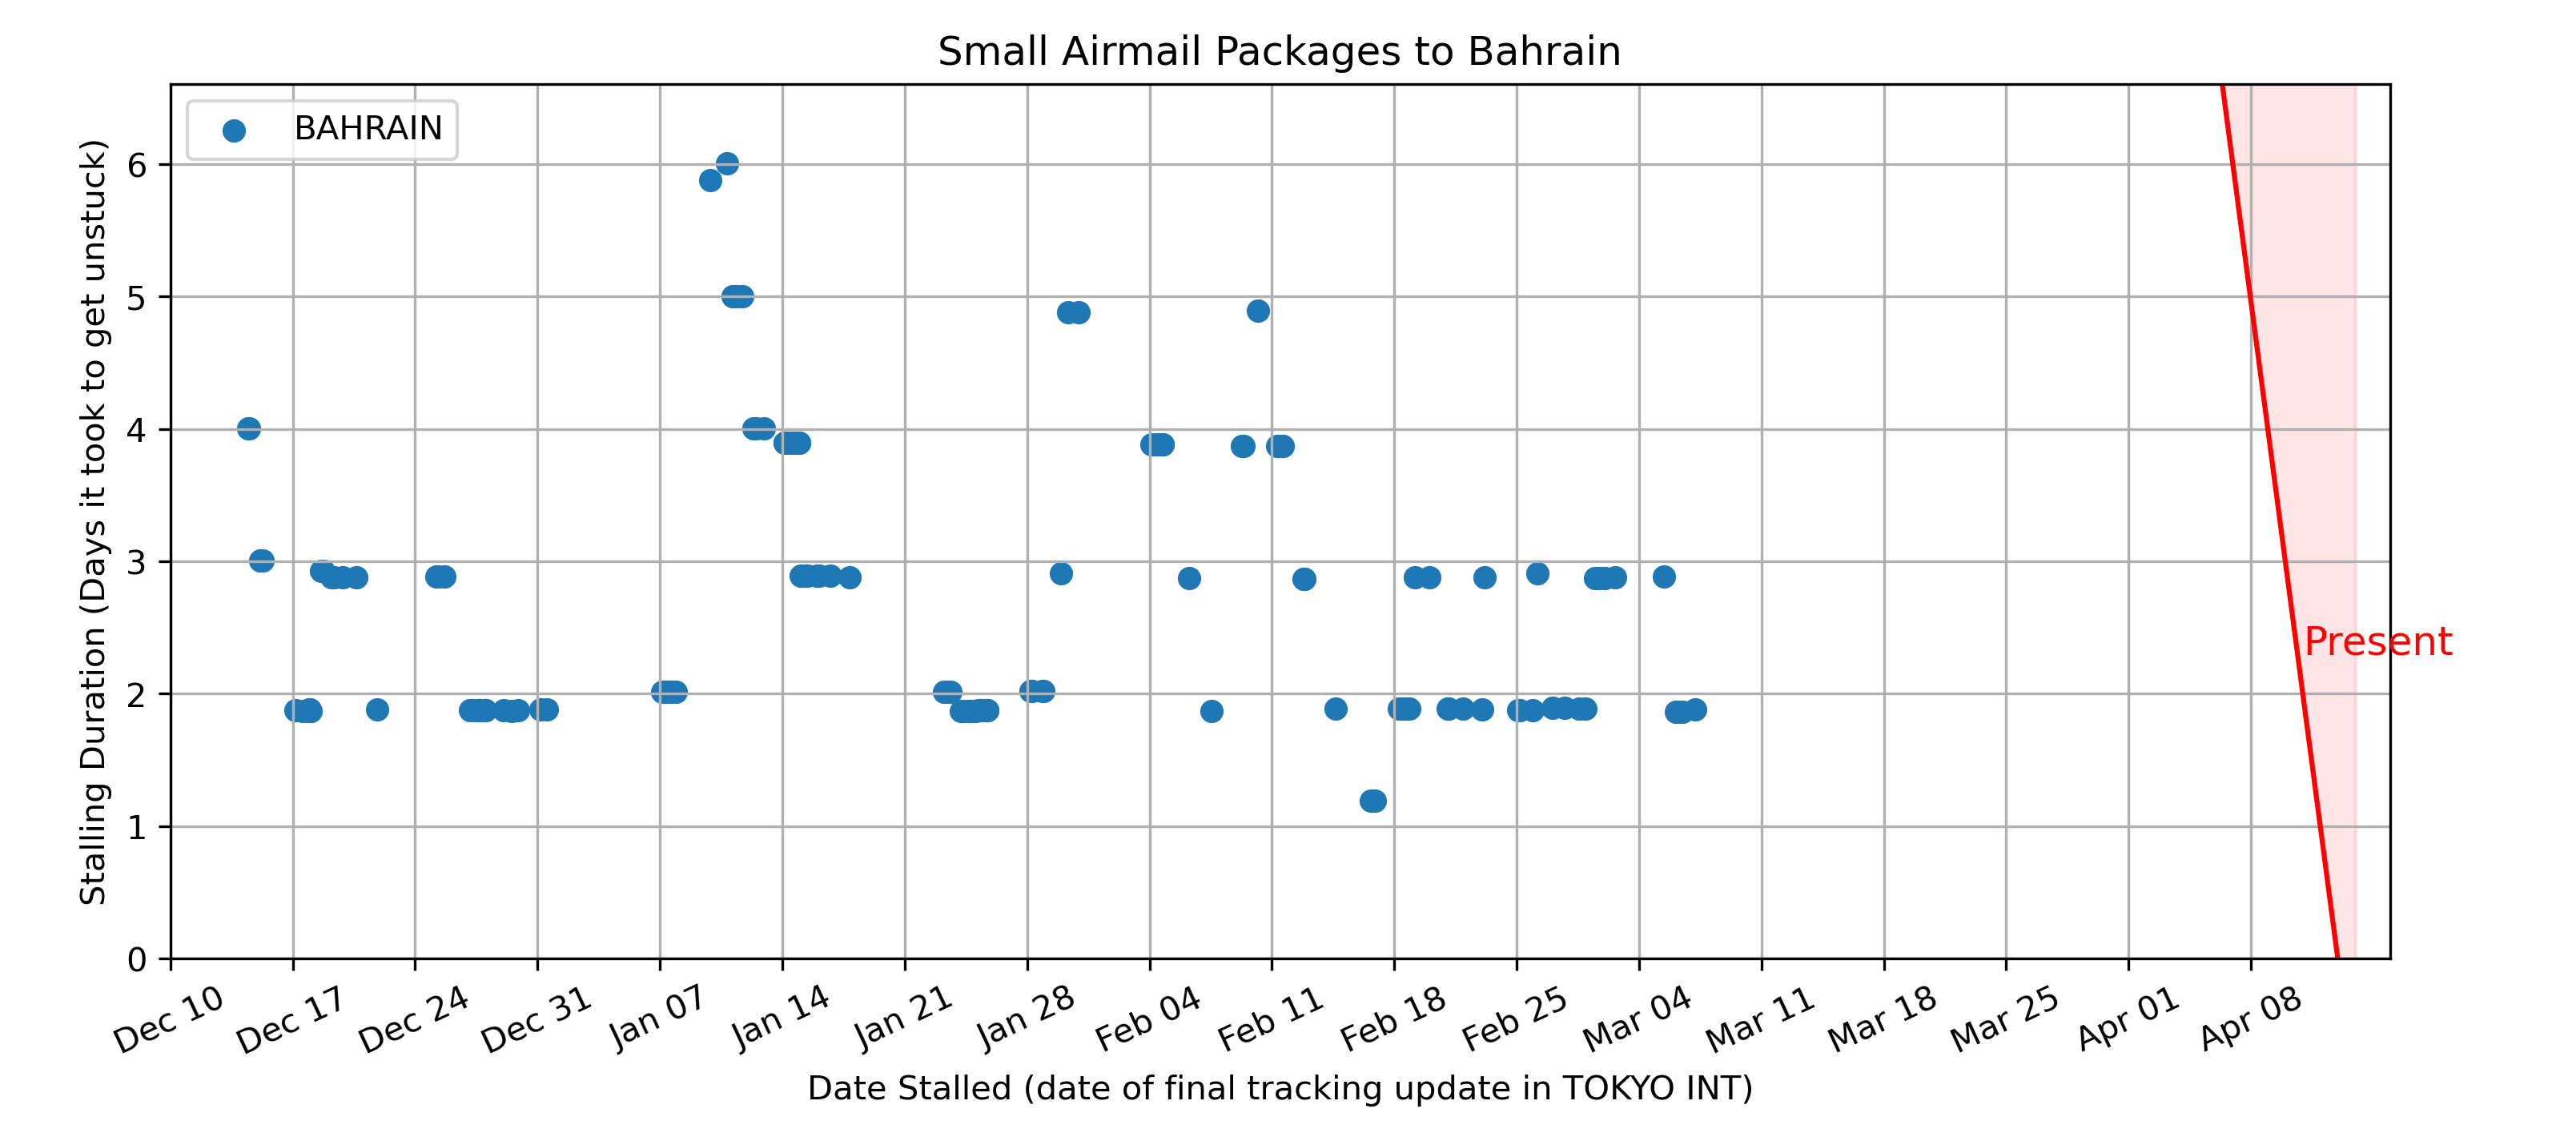 Small Airmail Packages to Bahrain
BAHRAIN
Stalling Duration (Days it took to get unstuck)
6
5
4
3
2
1
0
Present
Dec 10
Dec 17
Dec 24
Dec 31
Jan 07
Jan 14
Jan 21
Jan 28
Feb 04
Feb 11
Feb 18
Feb 25
Mar 04
Mar 11
Mar 18
Mar 25
Apr 01
Apr 08
Date Stalled (date of final tracking update in TOKYO INT)